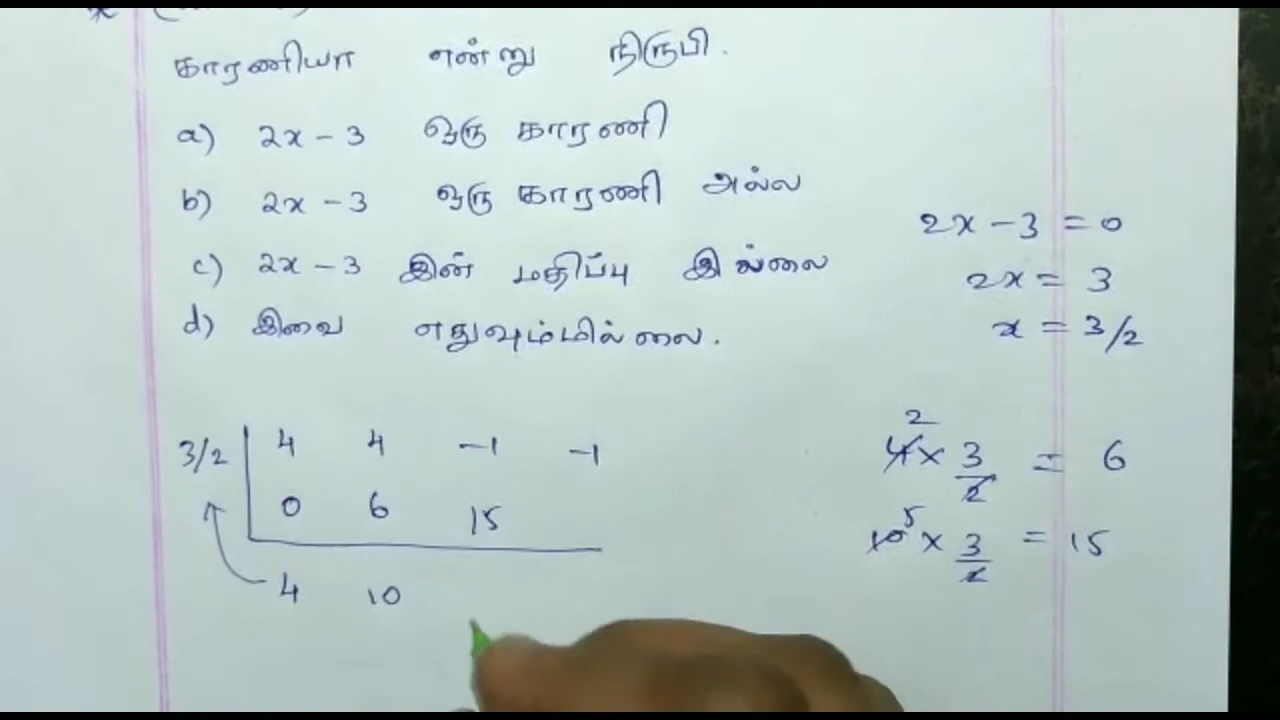 காரணியா என்று நிரூபி.
a) 2x - 3 ஒரு காரணி
b) 2x - 3 ஒரு காரணி அல்ல
c) 2x - 3 இன் மதிப்பு இல்லை
d) இவை எதுவும்மில்லை.
2x - 3 = 0
2x = 3
x = 3/2
3/2 4 4 -1 -1
0 6 15
4 10
2
4 x 3/2 = 6
5
10 x 3/2 = 15